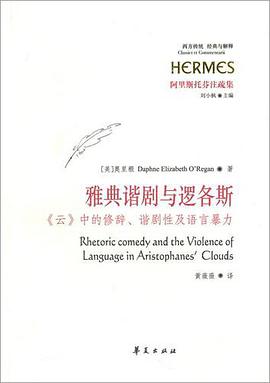 西方传统 经典与解释
Classici et Commentarii
HERMES
阿里斯托芬注疏集
刘小枫●主编
[英]奥里根 Daphne Elizabeth O'Regan ● 著
雅典谐剧与逻各斯
《云》中的修辞、谐剧性及语言暴力
Rhetoric comedy and the Violence of
Language in Aristophanes' Clouds
黄薇薇 | 译
华夏出版社